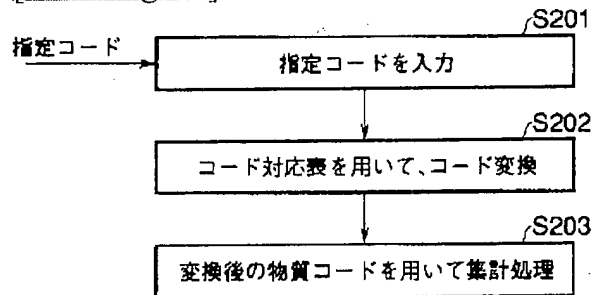 S201
指定コード
指定コードを入力
S202
コード対応表を用いて、コード変換
S203
変換後の物質コードを用いて集計処理